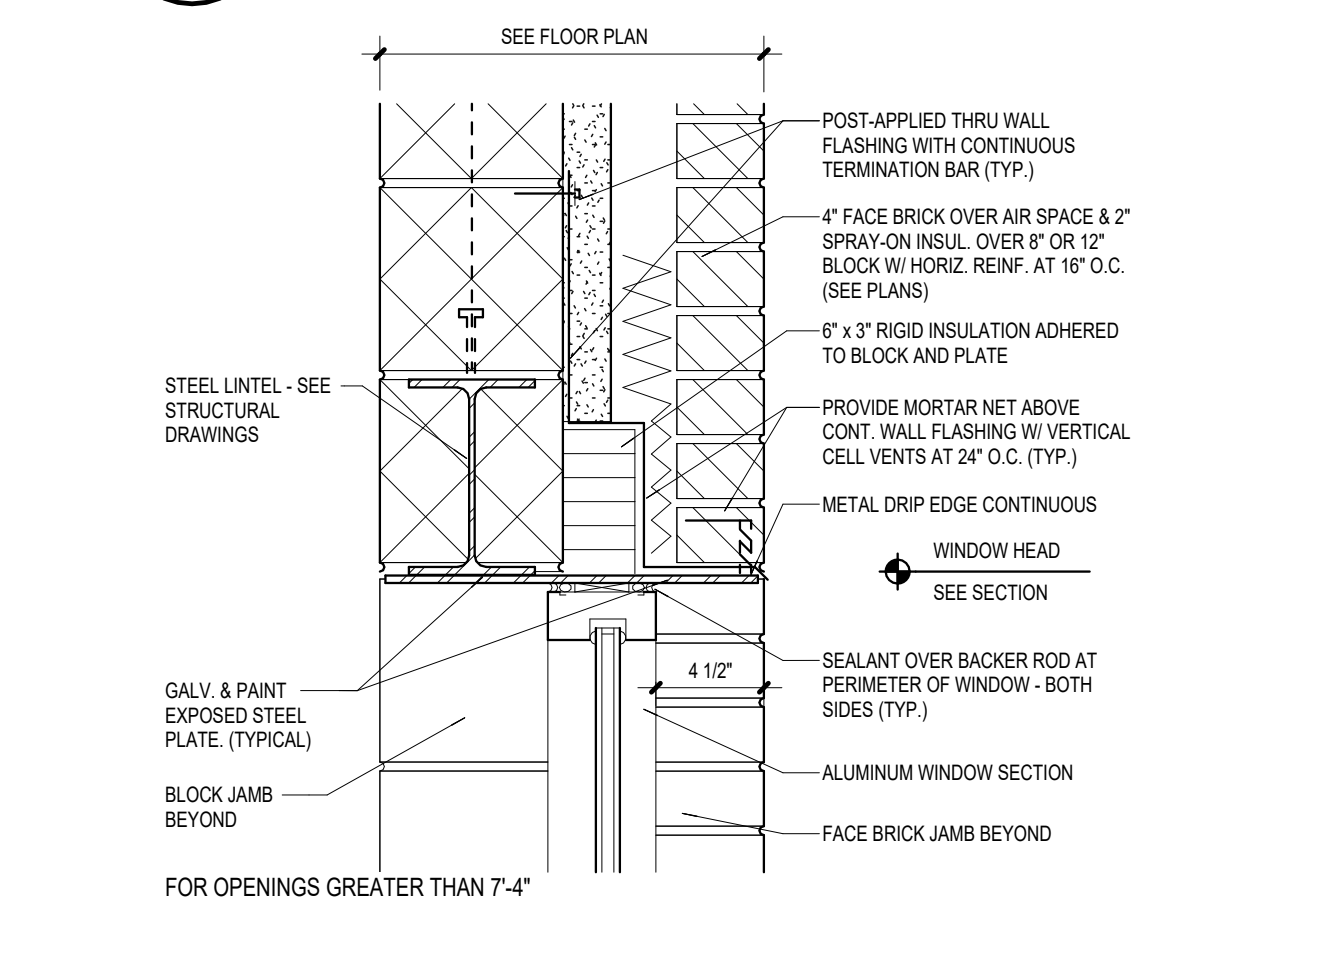 SEE FLOOR PLAN
POST-APPLIED THRU WALL
FLASHING WITH CONTINUOUS
TERMINATION BAR (TYP.)
4" FACE BRICK OVER AIR SPACE & 2"
SPRAY-ON INSUL. OVER 8" OR 12"
BLOCK W/ HORIZ. REINF. AT 16" O.C.
(SEE PLANS)
6" x 3" RIGID INSULATION ADHERED
TO BLOCK AND PLATE
STEEL LINTEL - SEE
STRUCTURAL
DRAWINGS
PROVIDE MORTAR NET ABOVE
CONT. WALL FLASHING W/ VERTICAL
CELL VENTS AT 24" O.C. (TYP.)
METAL DRIP EDGE CONTINUOUS
WINDOW HEAD
SEE SECTION
4 1/2"
SEALANT OVER BACKER ROD AT
PERIMETER OF WINDOW - BOTH
SIDES (TYP.)
GALV. & PAINT
EXPOSED STEEL
PLATE. (TYPICAL)
ALUMINUM WINDOW SECTION
BLOCK JAMB
BEYOND
FACE BRICK JAMB BEYOND
FOR OPENINGS GREATER THAN 7'-4"